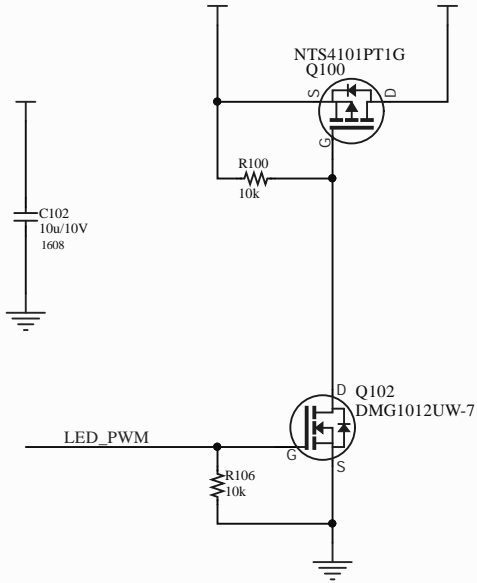 NTS4101PT1G
Q100
S
D
G
R100
10k
C102
10u/10V
1608
D
Q102
DMG1012UW-7
LED_PWM
G
S
R106
10k